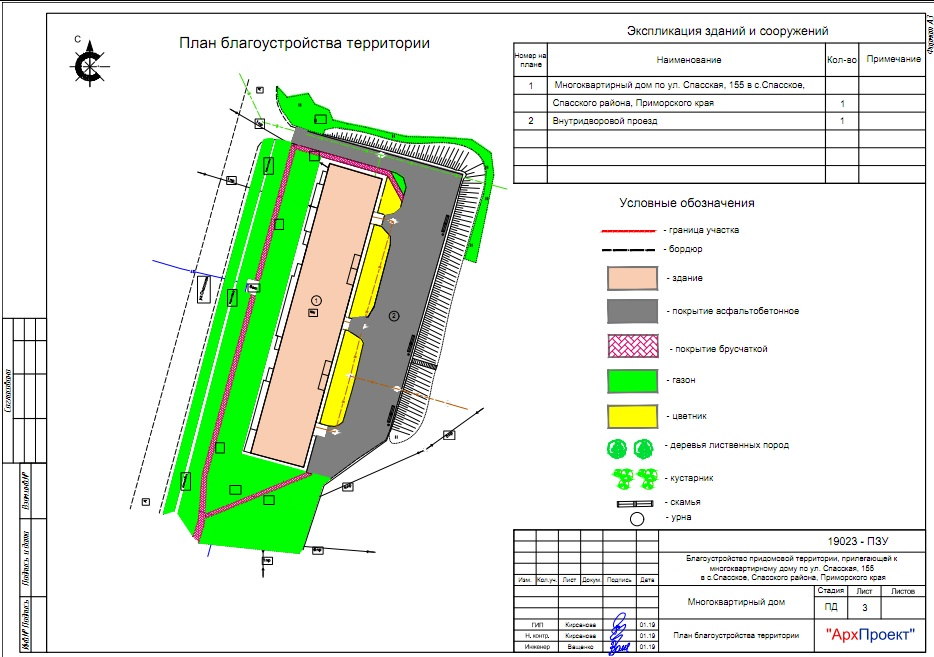 Формат А3
С
План благоустройства территории
Экспликация зданий и сооружений
Номер на плане
Наименование
Кол-во
Примечание
1
Многоквартирный дом по ул. Спасская, 155 в с.Спасское,
Спасского района, Приморского края
1
2
Внутридворовой проезд
1
Условные обозначения
- граница участка
- бордюр
- здание
- покрытие асфальтобетонное
- покрытие брусчаткой
- газон
- цветник
- деревья лиственных пород
- кустарник
- скамья
- урна
1
2
Согласовано
Взам.инв.№
Подпись и дата
Инв.№ Подпись
19023 - ПЗУ
Благоустройство придомовой территории, прилегающей к
многоквартирному дому по ул. Спасская, 155
в с.Спасское, Спасского района, Приморского края
Изм.
Кол.уч.
Лист
Докум.
Подпись
Дата
Многоквартирный дом
Стадия
Лист
Листов
ПД
3
ГИП
Кирсанова
01.19
Н. контр.
Кирсанова
01.19
Инженер
Ващенко
01.19
План благоустройства территории
"АрхПроект"